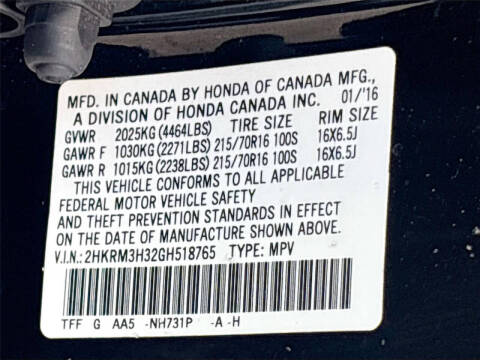 MFD. IN CANADA BY HONDA OF CANADA MFG.,
A DIVISION OF HONDA CANADA INC. 01/'16
GVWR 2025KG(4464LBS) TIRE SIZE RIM SIZE
GAWR F 1030KG(2271LBS)215/70R16 100S 16X6.5J
GAWR R 1015KG(2238LBS)215/70R16 100S 16X6.5J
THIS VEHICLE CONFORMS TO ALL APPLICABLE
FEDERAL MOTOR VEHICLE SAFETY
AND THEFT PREVENTION STANDARDS IN EFFECT
ON THE DATE OF MANUFACTURE SHOWN ABOVE.
V.I.N.:2HKRM3H32GH518765 TYPE: MPV
TFF G AA5 -NH731P -A -H